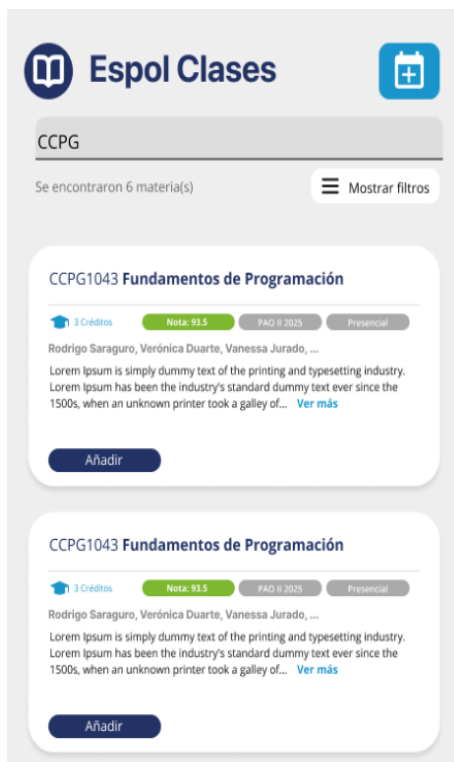 Espol Clases
CCPG
Se encontraron 6 materia(s)
Mostrar filtros
CCPG1043 Fundamentos de Programación
3 Créditos Nota: 93.5 PAO II 2025 Presencial
Rodrigo Saraguro, Verónica Duarte, Vanessa Jurado, ...
Lorem Ipsum is simply dummy text of the printing and typesetting industry.
Lorem Ipsum has been the industry's standard dummy text ever since the
1500s, when an unknown printer took a galley of... Ver más
Añadir
CCPG1043 Fundamentos de Programación
3 Créditos Nota: 93.5 PAO II 2025 Presencial
Rodrigo Saraguro, Verónica Duarte, Vanessa Jurado, ...
Lorem Ipsum is simply dummy text of the printing and typesetting industry.
Lorem Ipsum has been the industry's standard dummy text ever since the
1500s, when an unknown printer took a galley of... Ver más
Añadir